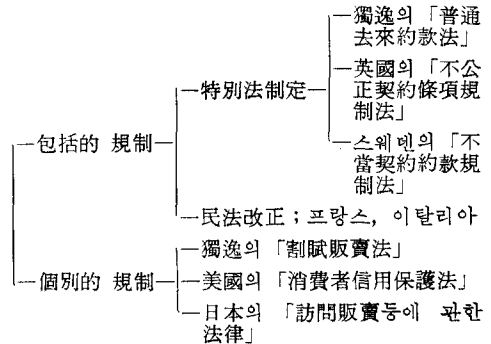 獨逸의「普通
去來約款法」
英國의「不公
正契約條項規
制法」
特別法制定
스웨덴의「不
當契約約款規
制法」
包括的 規制
民法改正；프랑스, 이탈리아
獨逸의「割賦販賣法」
個別的 規制
美國의「消費者信用保護法」
日本의 「訪問販賣등에 관한
法律」